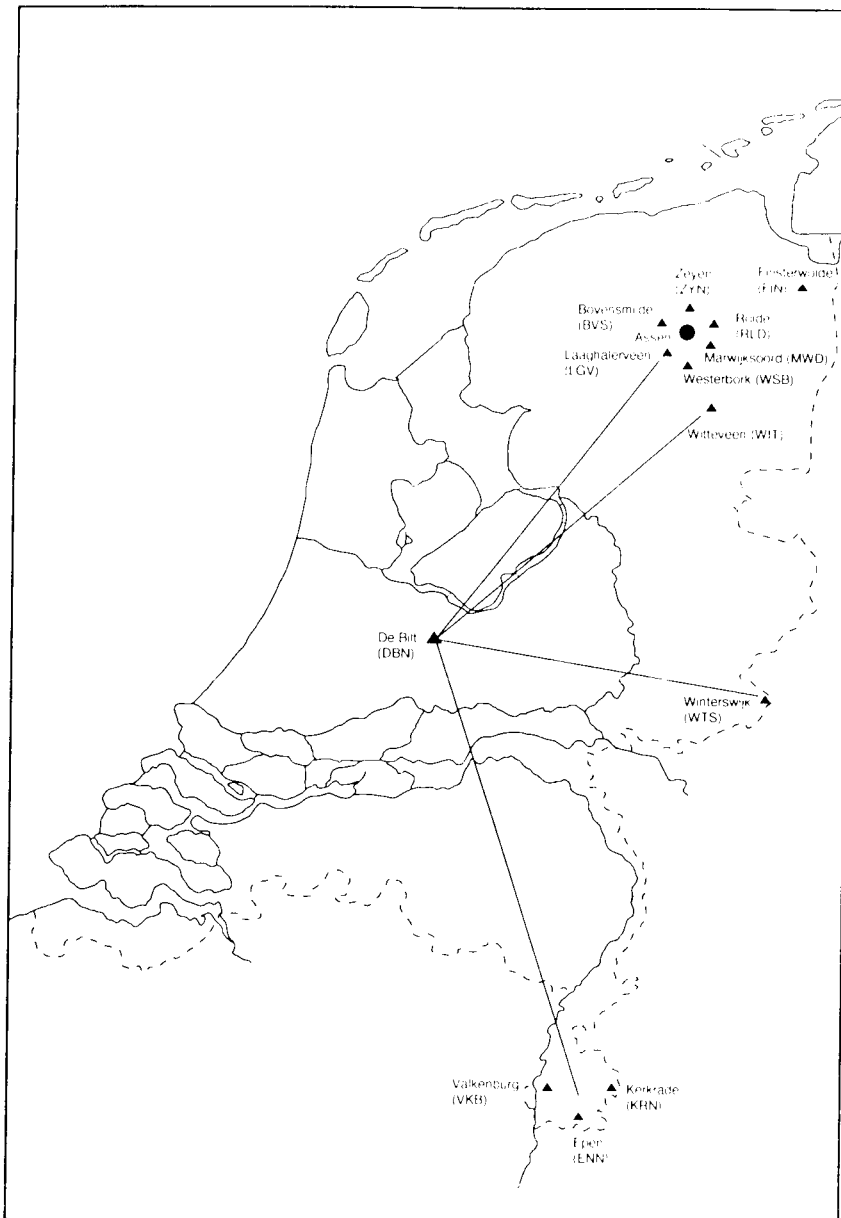 Zeyen
(ZYN)
Finsterwolde
(FIN)
Bovensmilde
(BVS)
Rolde
(RLD)
Assen
Laaghalerveen
(LGV)
Marwijksoord (MWD)
Westerbork (WSB)
Witteveen (WIT)
De Bilt
(DBN)
Winterswijk
(WTS)
Valkenburg
(VKB)
Kerkrade
(KRN)
Epen
(ENN)